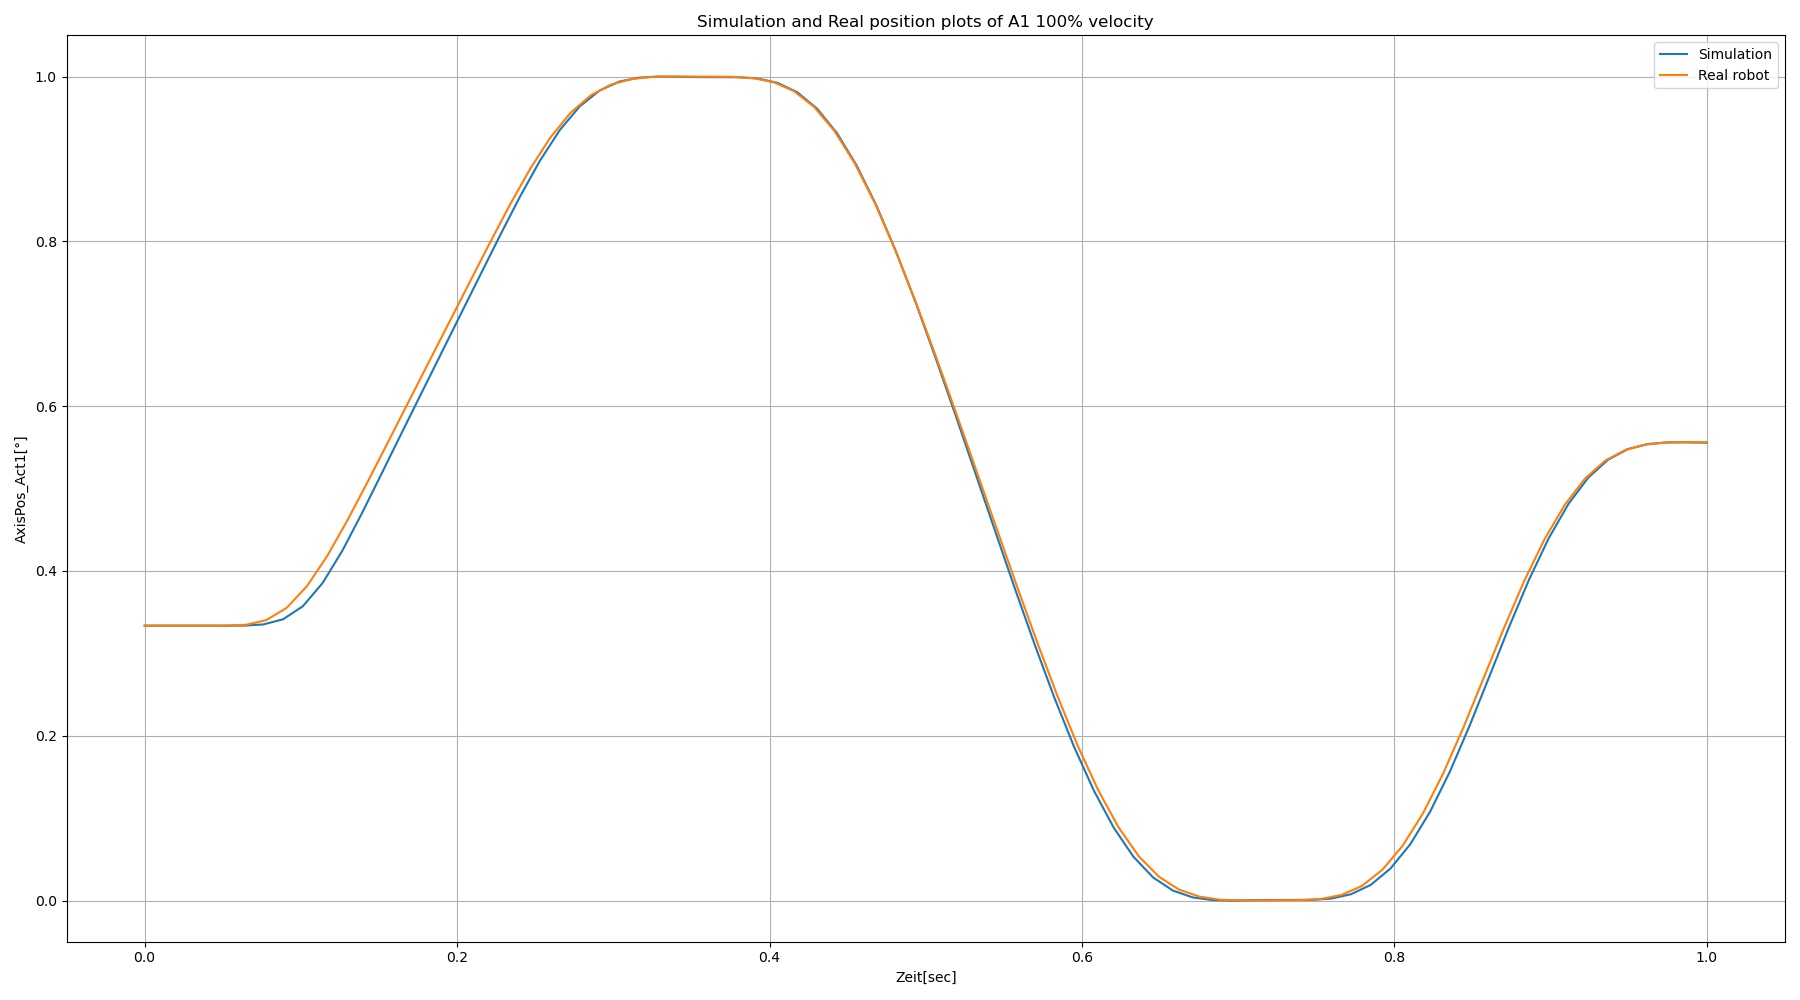 Simulation and Real position plots of A1 100% velocity
Simulation
Real robot
1.0
0.8
0.6
0.4
0.2
0.0
AxisPos_Act1[°]
0.0 0.2 0.4 0.6 0.8 1.0
Zeit[sec]